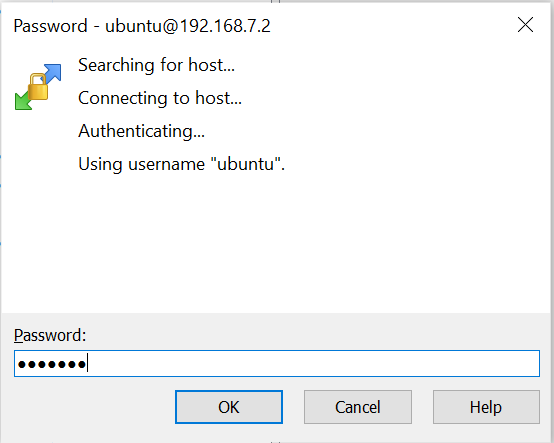 Password - ubuntu@192.168.7.2
Searching for host...
Connecting to host...
Authenticating...
Using username "ubuntu".
Password:
●●●●●●●
OK Cancel Help